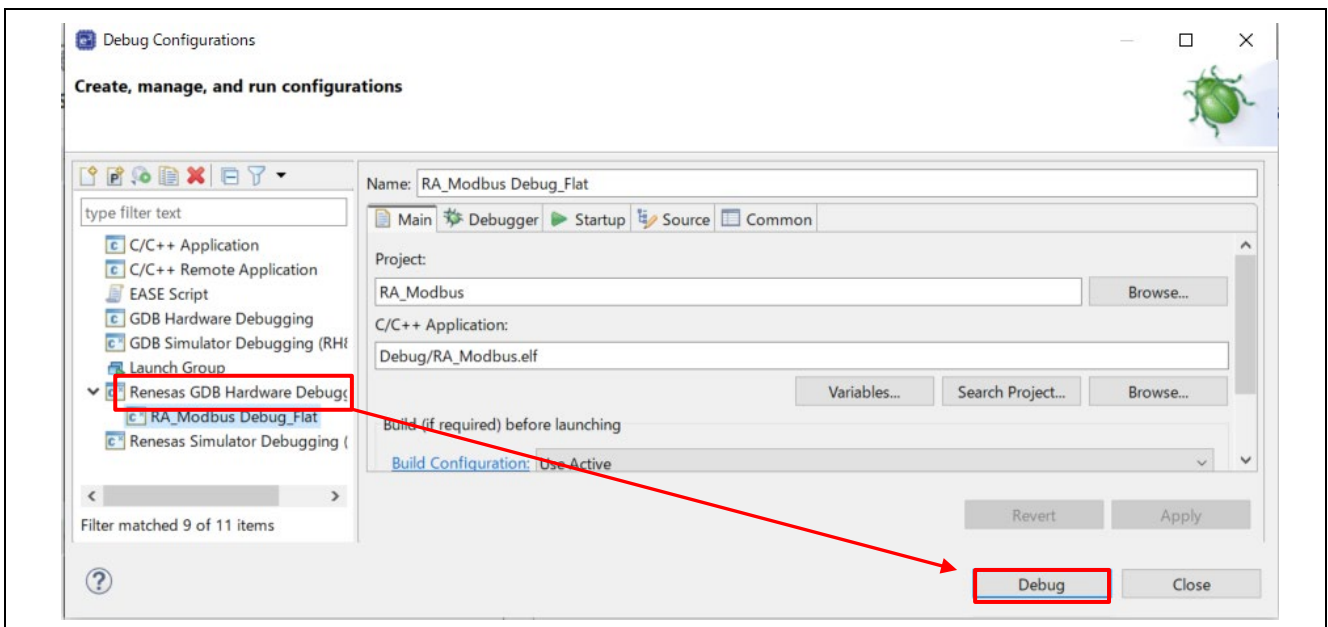 Debug Configurations
Create, manage, and run configurations
type filter text
C/C++ Application
C/C++ Remote Application
EASE Script
GDB Hardware Debugging
GDB Simulator Debugging (RH8
Launch Group
Renesas GDB Hardware Debugg
RA_Modbus Debug_Flat
Renesas Simulator Debugging (
Filter matched 9 of 11 items
Name: RA_Modbus Debug_Flat
Main Debugger Startup Source Common
Project:
RA_Modbus Browse...
C/C++ Application:
Debug/RA_Modbus.elf
Variables... Search Project... Browse...
Build (if required) before launching
Build Configuration: Use Active
Revert Apply
Debug Close